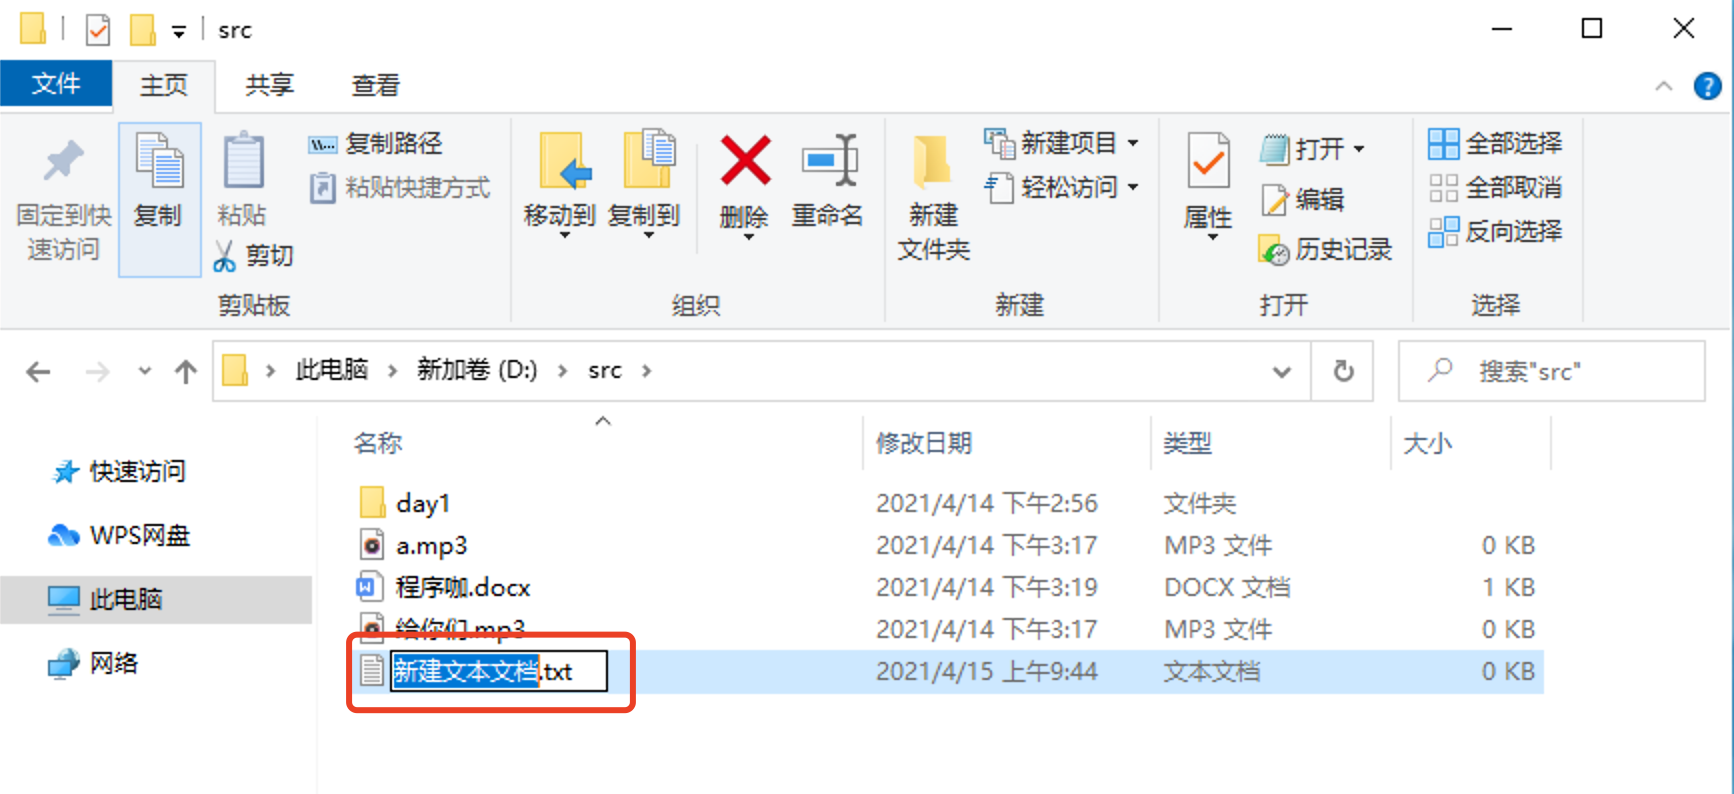 src
文件 主页 共享 查看
固定到快
速访问
复制
粘贴
复制路径
粘贴快捷方式
剪切
剪贴板
移动到 复制到 删除 重命名
组织
新建
文件夹
新建项目
轻松访问
新建
属性
打开
编辑
历史记录
打开
全部选择
全部取消
反向选择
选择
此电脑 新加卷 (D:) src
搜索"src"
快速访问
WPS网盘
此电脑
网络
名称 修改日期 类型 大小
day1 2021/4/14 下午2:56 文件夹
a.mp3 2021/4/14 下午3:17 MP3 文件 0 KB
程序咖.docx 2021/4/14 下午3:19 DOCX 文档 1 KB
给你们.mp3 2021/4/14 下午3:17 MP3 文件 0 KB
新建文本文档.txt 2021/4/15 上午9:44 文本文档 0 KB